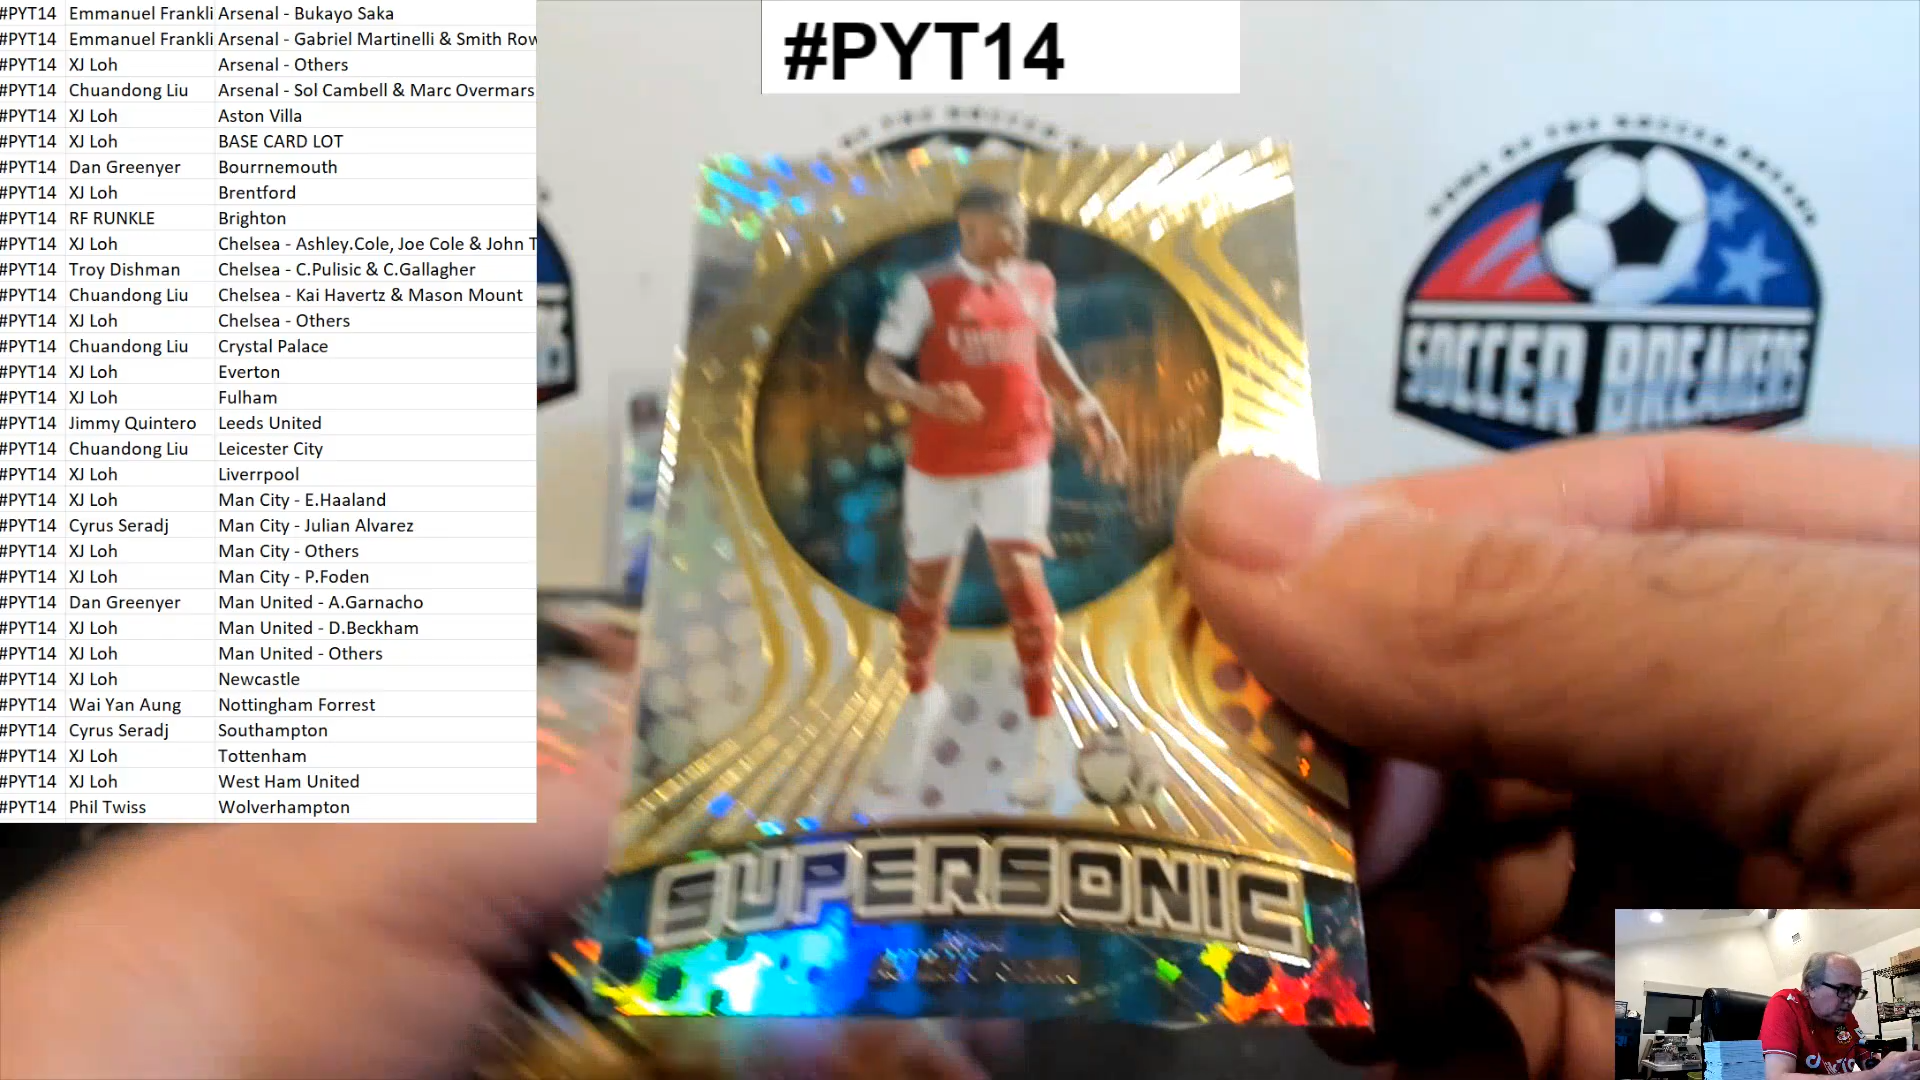 #PYT14 Emmanuel Frankli Arsenal - Bukayo Saka
#PYT14 Emmanuel Frankli Arsenal - Gabriel Martinelli & Smith Row
#PYT14 XJ Loh Arsenal - Others
#PYT14 Chuandong Liu Arsenal - Sol Cambell & Marc Overmars
#PYT14 XJ Loh Aston Villa
#PYT14 XJ Loh BASE CARD LOT
#PYT14 Dan Greenyer Bourrnemouth
#PYT14 XJ Loh Brentford
#PYT14 RF RUNKLE Brighton
#PYT14 XJ Loh Chelsea - Ashley.Cole, Joe Cole & John T
#PYT14 Troy Dishman Chelsea - C.Pulisic & C.Gallagher
#PYT14 Chuandong Liu Chelsea - Kai Havertz & Mason Mount
#PYT14 XJ Loh Chelsea - Others
#PYT14 Chuandong Liu Crystal Palace
#PYT14 XJ Loh Everton
#PYT14 XJ Loh Fulham
#PYT14 Jimmy Quintero Leeds United
#PYT14 Chuandong Liu Leicester City
#PYT14 XJ Loh Liverrpool
#PYT14 XJ Loh Man City - E.Haaland
#PYT14 Cyrus Seradj Man City - Julian Alvarez
#PYT14 XJ Loh Man City - Others
#PYT14 XJ Loh Man City - P.Foden
#PYT14 Dan Greenyer Man United - A.Garnacho
#PYT14 XJ Loh Man United - D.Beckham
#PYT14 XJ Loh Man United - Others
#PYT14 XJ Loh Newcastle
#PYT14 Wai Yan Aung Nottingham Forrest
#PYT14 Cyrus Seradj Southampton
#PYT14 XJ Loh Tottenham
#PYT14 XJ Loh West Ham United
#PYT14 Phil Twiss Wolverhampton
#PYT14
HOME OF THE SOCCER BREAKS
SOCCER BREAKERS
SUPERSONIC